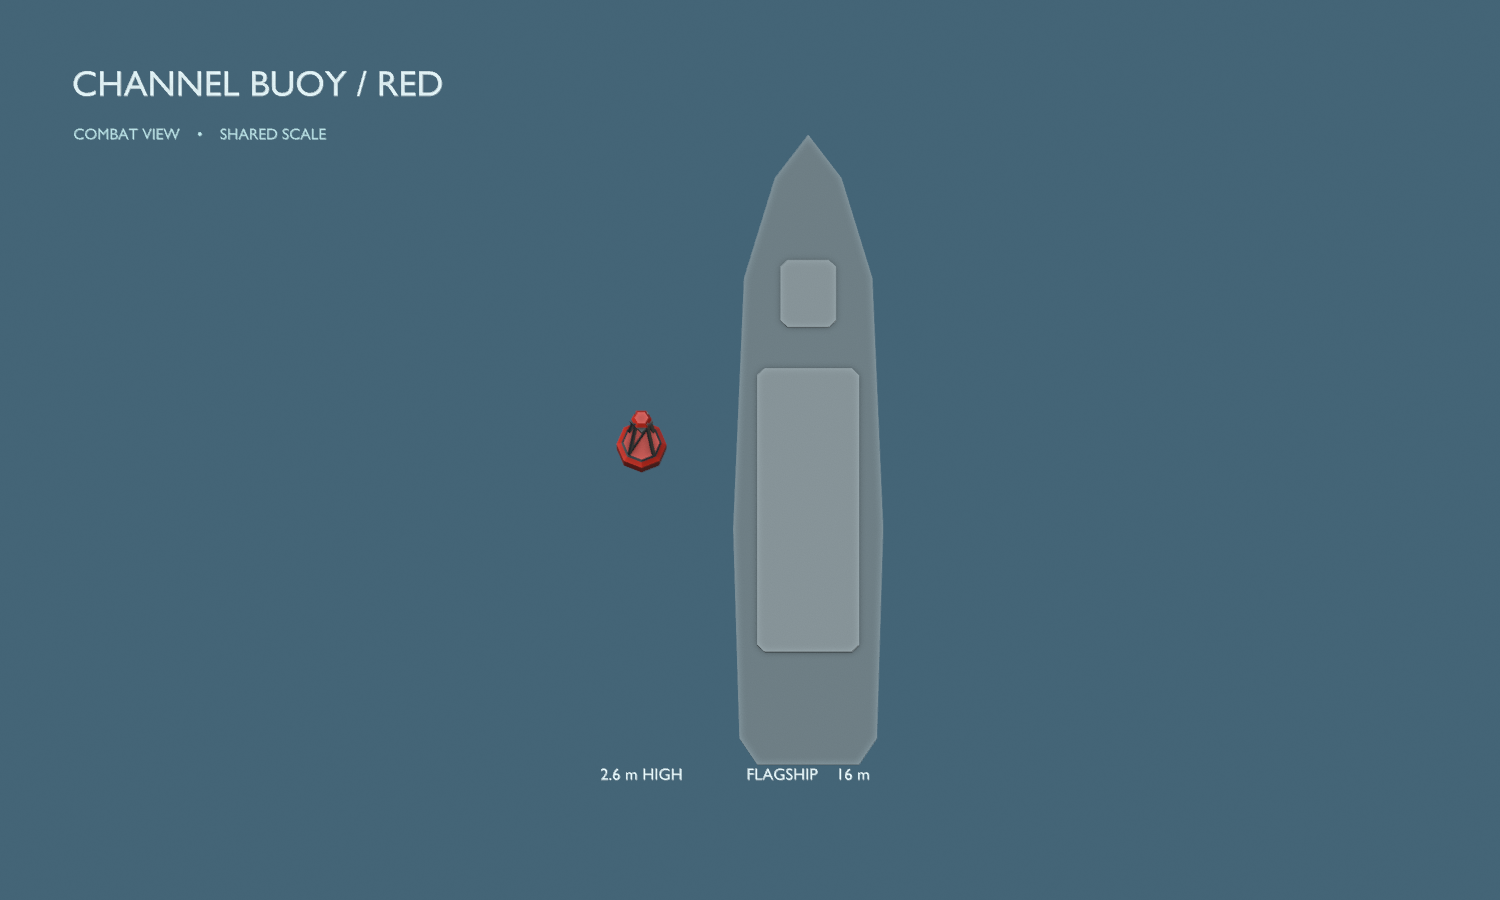 CHANNEL BUOY / RED
COMBAT VIEW • SHARED SCALE
2.6 m HIGH
FLAGSHIP 16 m